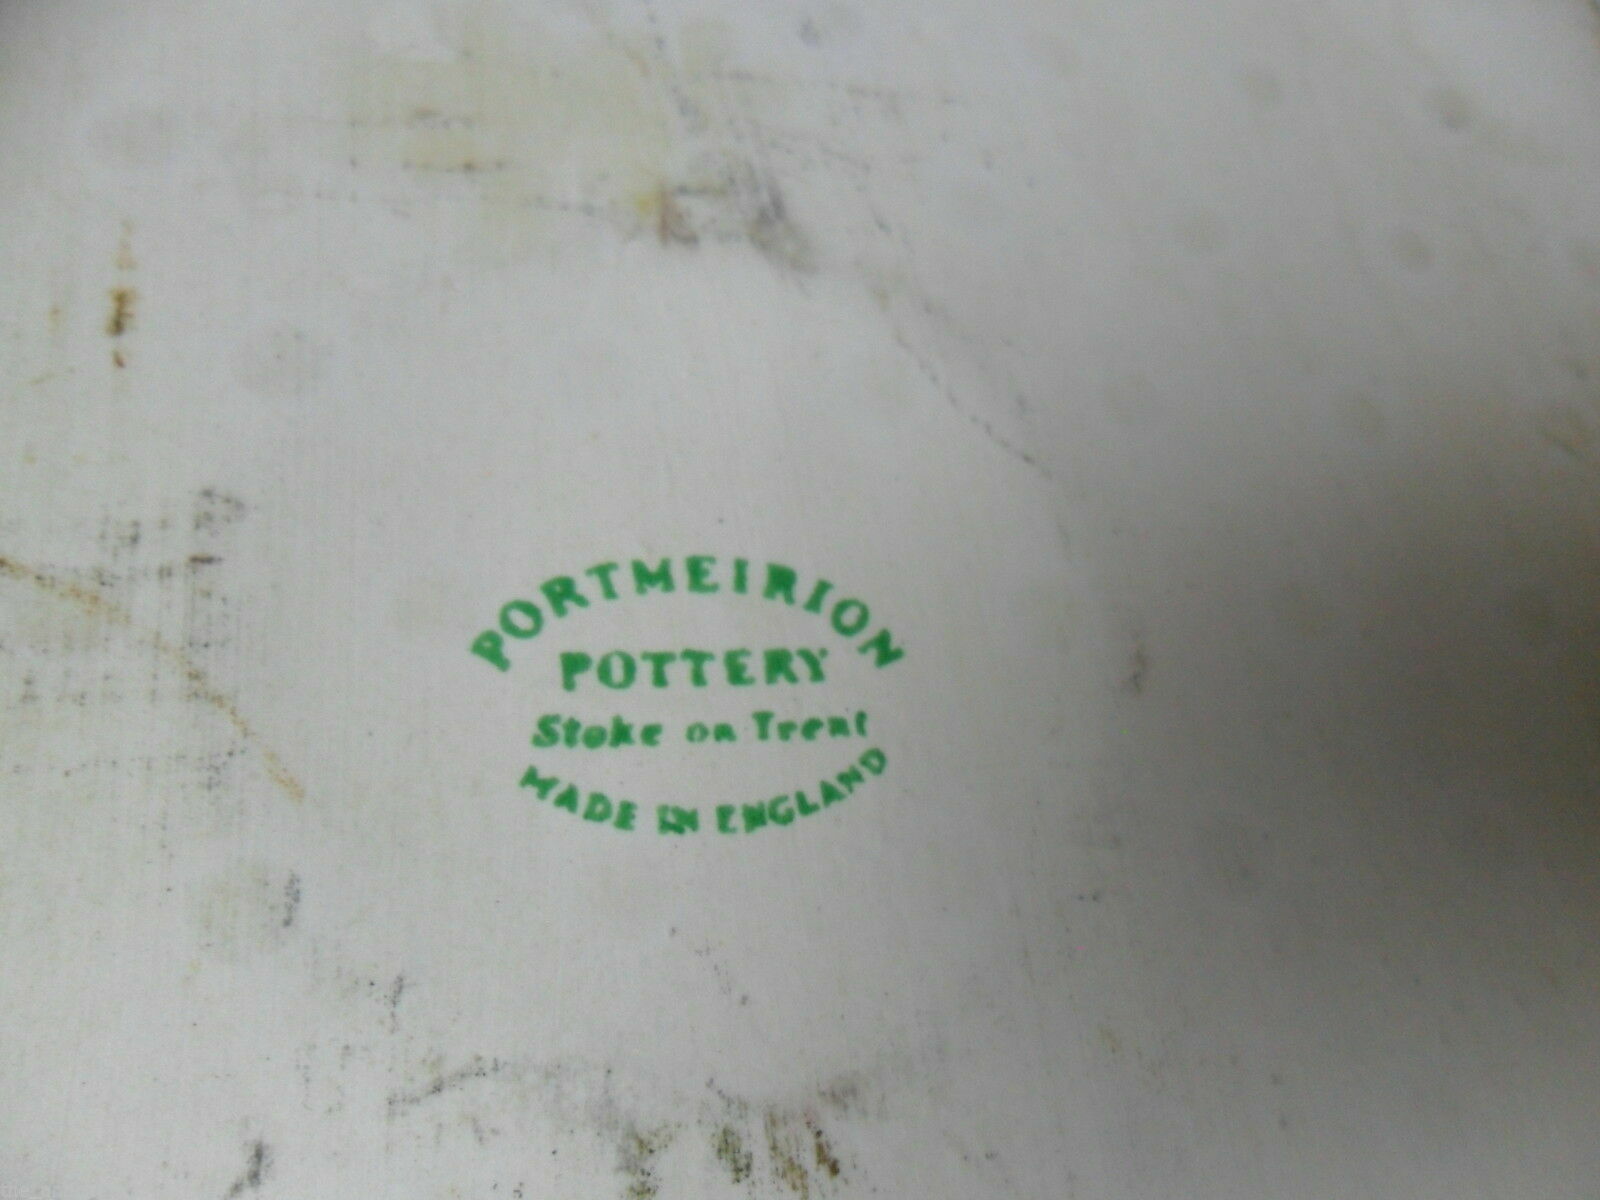 PORTMEIRION
POTTERY
Stoke on Trent
MADE IN ENGLAND